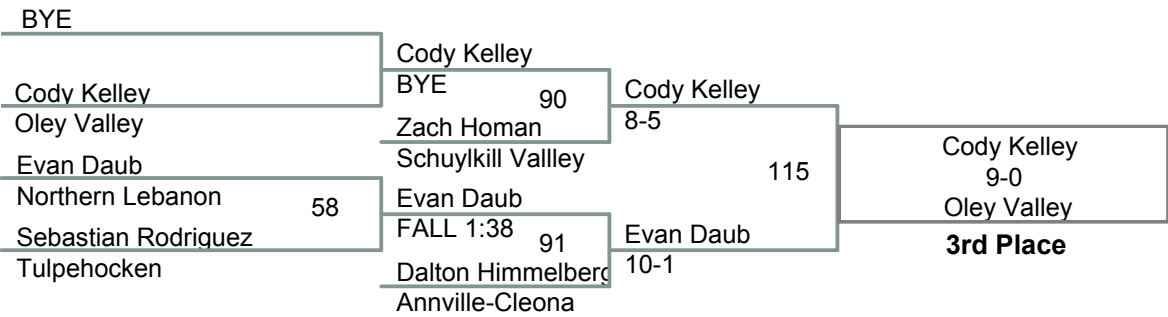 BYE
Cody Kelley
Oley Valley
Evan Daub
Northern Lebanon
58
Sebastian Rodriguez
Tulpehocken
Cody Kelley
BYE
90
Zach Homan
Schuylkill Vallley
Evan Daub
FALL 1:38
91
Dalton Himmelberg
Annville-Cleona
Cody Kelley
8-5
115
Evan Daub
10-1
Cody Kelley
9-0
Oley Valley
3rd Place